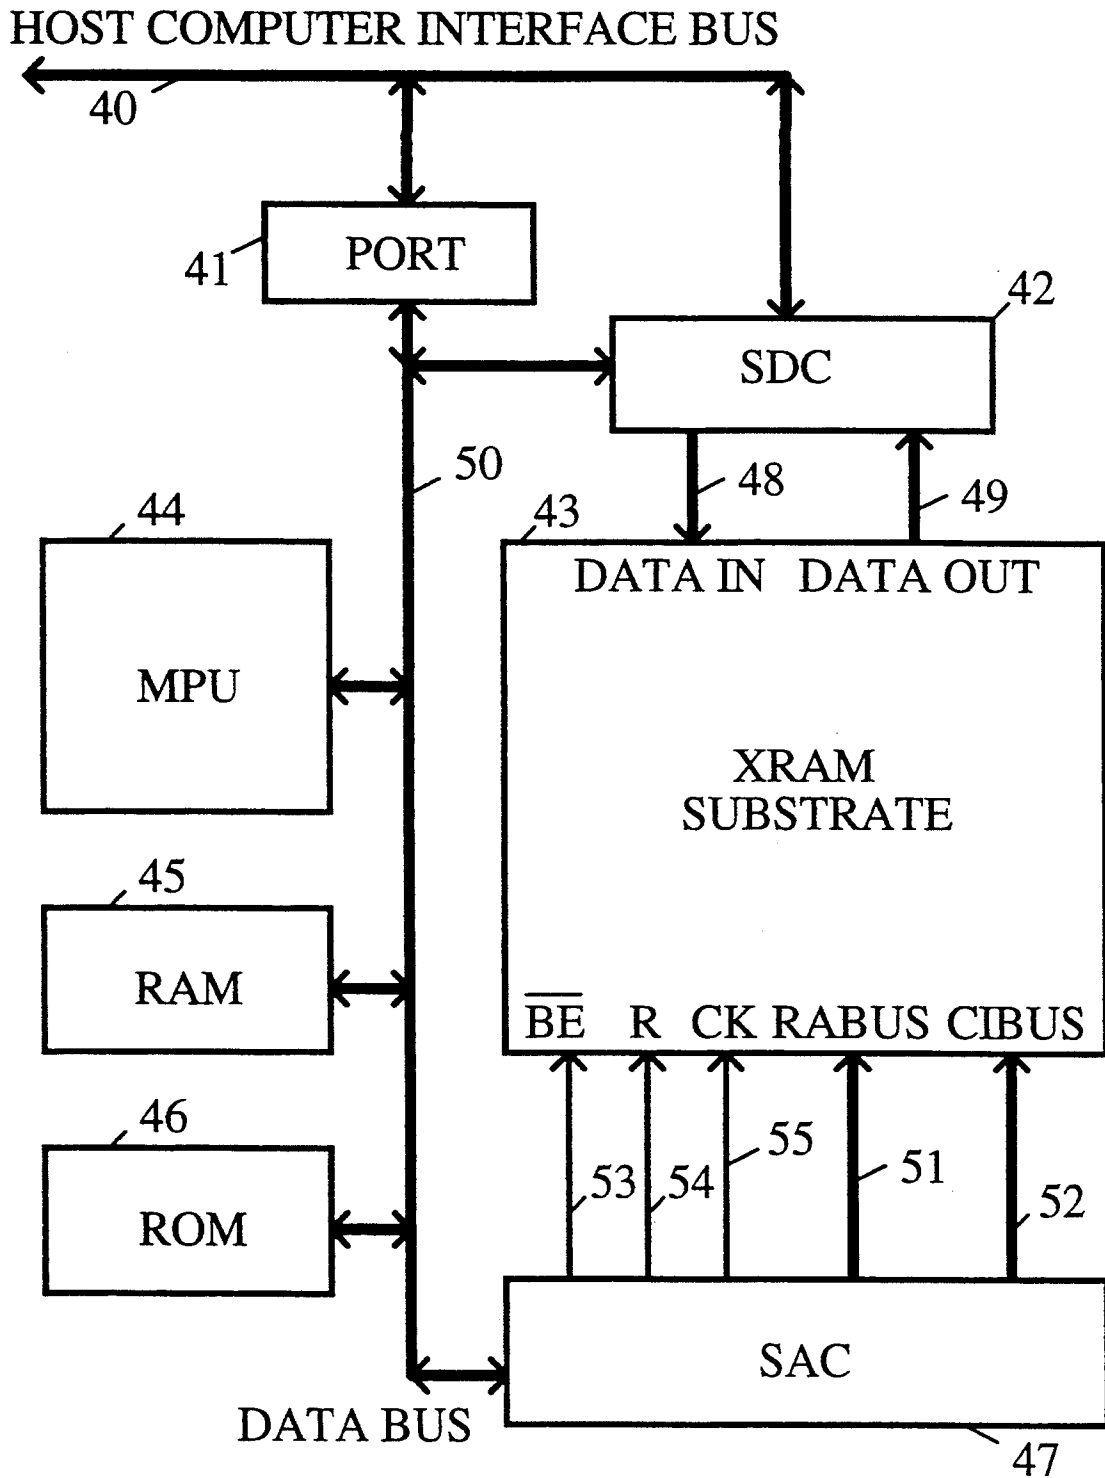 HOST COMPUTER INTERFACE BUS
40
PORT
41
42
SDC
50
48
49
44
43
DATA IN DATA OUT
MPU
XRAM
SUBSTRATE
45
RAM
B̅E̅ R CK RABUS CIBUS
46
55
53 54 51
52
ROM
SAC
DATA BUS
47